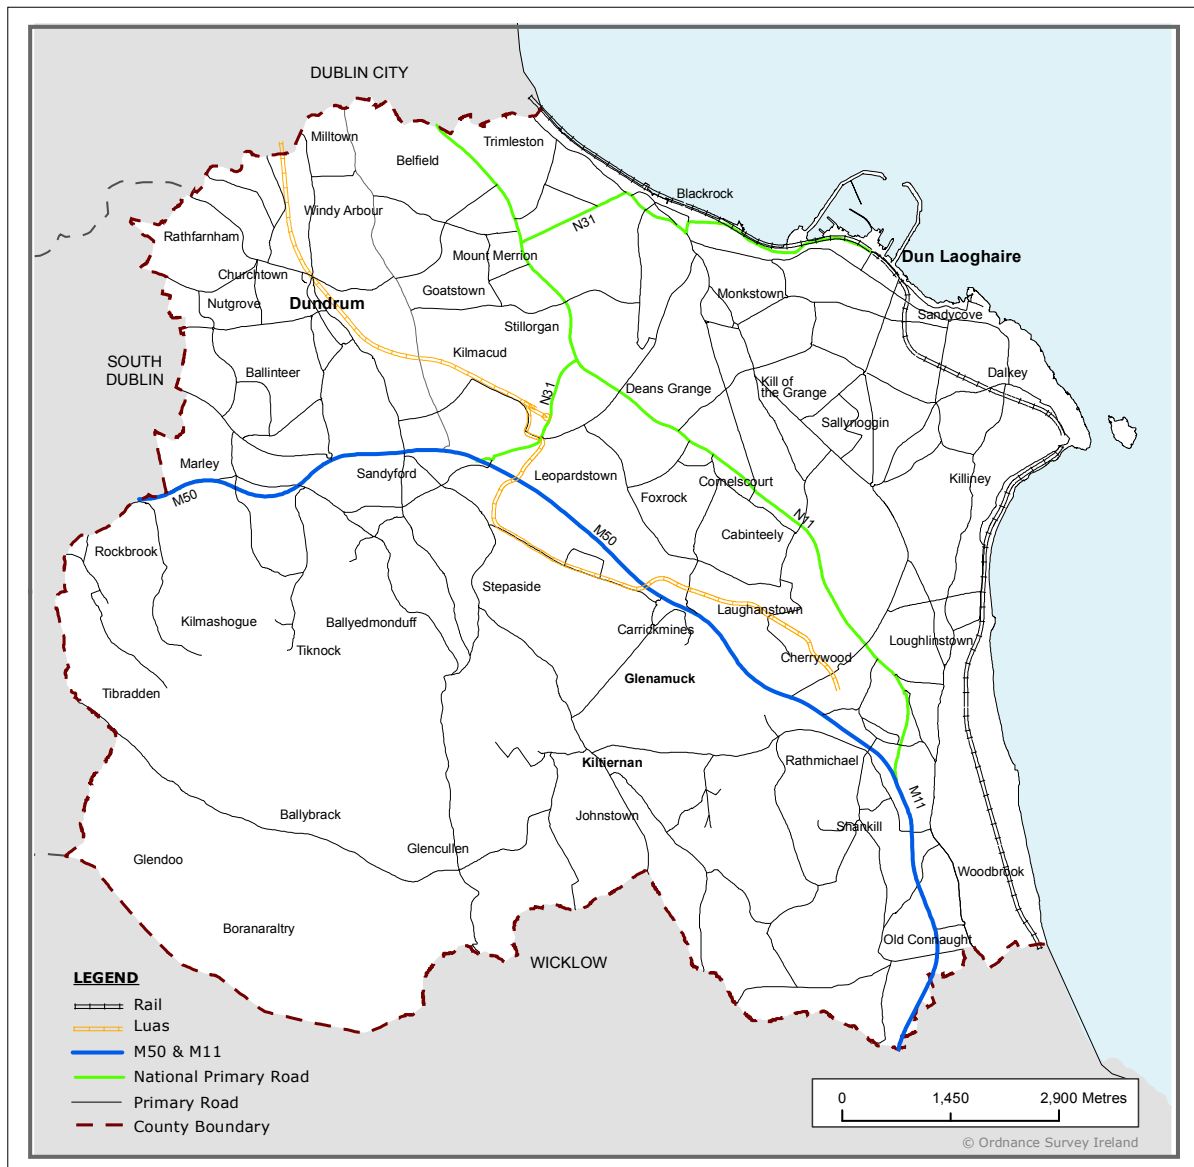 DUBLIN CITY
Milltown
Trimleston
Belfield
Blackrock
Windy Arbour
N31
Rathfarnham
Mount Merrion
Dun Laoghaire
Churchtown
Goatstown
Monkstown
Nutgrove
Dundrum
Sandycove
Stillorgan
Kilmacud
SOUTH
DUBLIN
Ballinteer
Dalkey
Deans Grange
Kill of
the Grange
N31
Sallynoggin
Marley
Sandyford
Leopardstown
Cornelscourt
Killiney
Foxrock
M50
N11
M50
Cabinteely
Rockbrook
Stepaside
Laughanstown
Kilmashogue
Ballyedmonduff
Carrickmines
Loughlinstown
Tiknock
Cherrywood
Glenamuck
Tibradden
Kiltiernan
Rathmichael
M11
Ballybrack
Johnstown
Shankill
Glencullen
Glendoo
Woodbrook
Boranaraltry
Old Connaught
WICKLOW
LEGEND
Rail
Luas
M50 & M11
National Primary Road
Primary Road
County Boundary
0 1,450 2,900 Metres
© Ordnance Survey Ireland